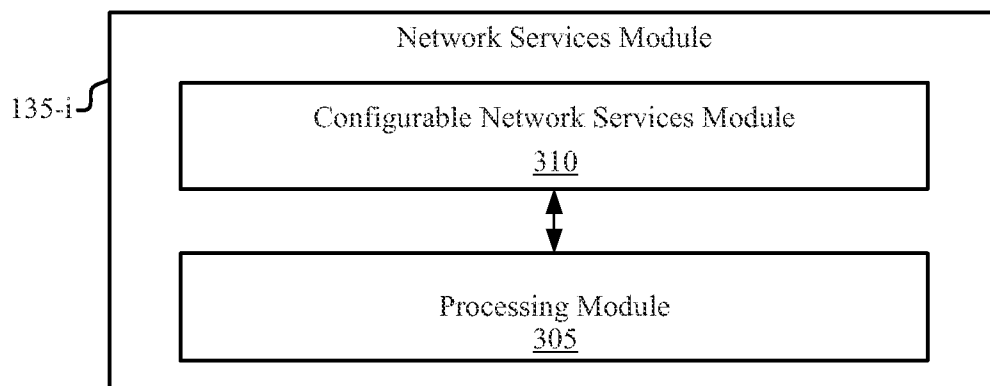 Network Services Module
135-i
Configurable Network Services Module
310
Processing Module
305